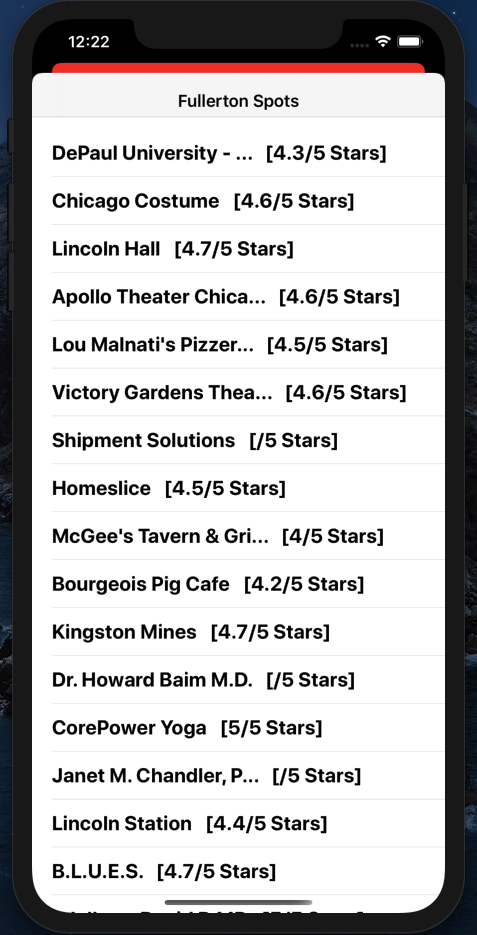 12:22
Fullerton Spots
DePaul University - ... [4.3/5 Stars]
Chicago Costume [4.6/5 Stars]
Lincoln Hall [4.7/5 Stars]
Apollo Theater Chica... [4.6/5 Stars]
Lou Malnati's Pizzer... [4.5/5 Stars]
Victory Gardens Thea... [4.6/5 Stars]
Shipment Solutions [/5 Stars]
Homeslice [4.5/5 Stars]
McGee's Tavern & Gri... [4/5 Stars]
Bourgeois Pig Cafe [4.2/5 Stars]
Kingston Mines [4.7/5 Stars]
Dr. Howard Baim M.D. [/5 Stars]
CorePower Yoga [5/5 Stars]
Janet M. Chandler, P... [/5 Stars]
Lincoln Station [4.4/5 Stars]
B.L.U.E.S. [4.7/5 Stars]